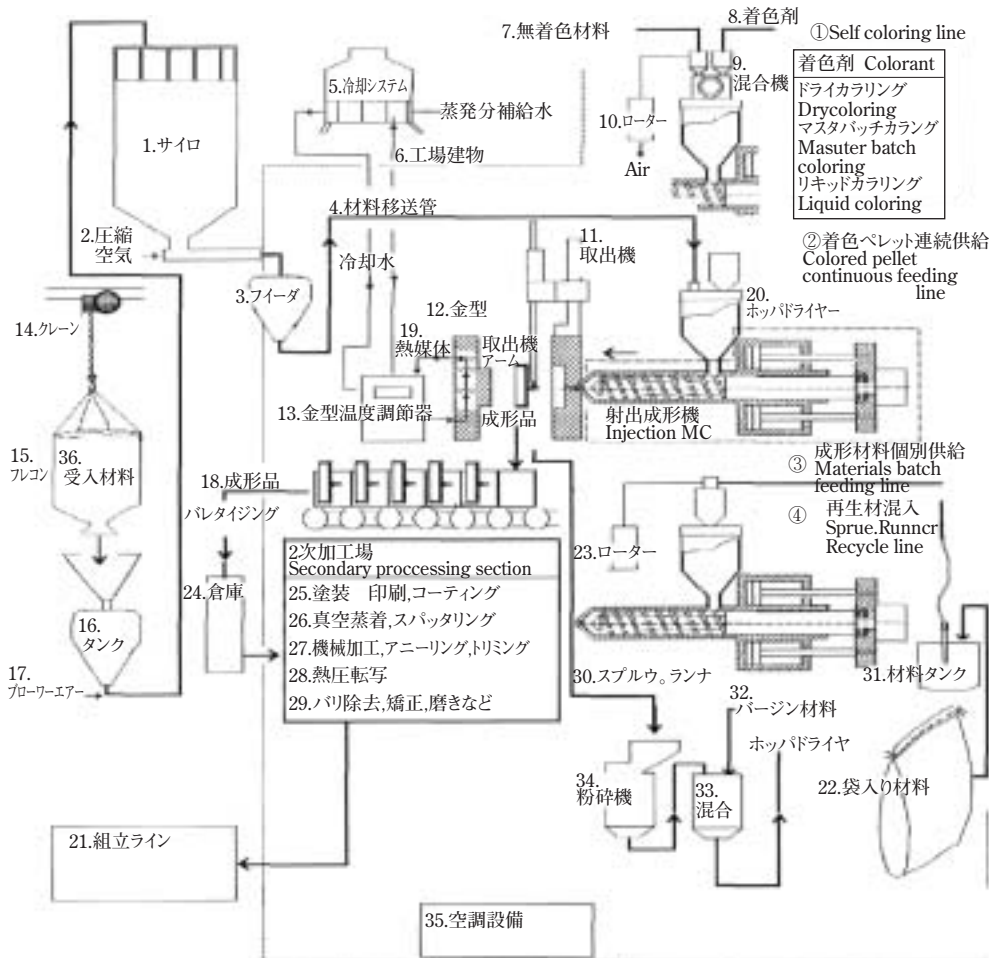 7.無着色材料
8.着色剤
①Self coloring line
着色剤 Colorant
ドライカラリング
Drycoloring
マスタバッチカラング
Masuter batch
coloring
リキッドカラリング
Liquid coloring
9.
混合機
10.ローター
Air
5.冷却システム
蒸発分補給水
6.工場建物
1.サイロ
2.圧縮
空気
3.フイーダ
4.材料移送管
冷却水
11.
取出機
②着色ペレット連続供給
Colored pellet
continuous feeding
line
20.
ホッパドライヤー
12.金型
19.
熱媒体
取出機
アーム
13.金型温度調節器
成形品
射出成形機
Injection MC
14.クレーン
15.
フレコン
36.
受入材料
16.
タンク
17.
ブローワーエアー
18.成形品
パレタイジング
③
成形材料個別供給
Materials batch
feeding line
④
再生材混入
Sprue.Runncr
Recycle line
23.ローター
24.倉庫
2次加工場
Secondary proccessing section
25.塗装 印刷,コーティング
26.真空蒸着,スパッタリング
27.機械加工,アニーリング,トリミング
28.熱圧転写
29.バリ除去,矯正,磨きなど
30.スプルウ。ランナ
31.材料タンク
32.
バージン材料
ホッパドライヤ
34.
粉砕機
33.
混合
22.袋入り材料
21.組立ライン
35.空調設備